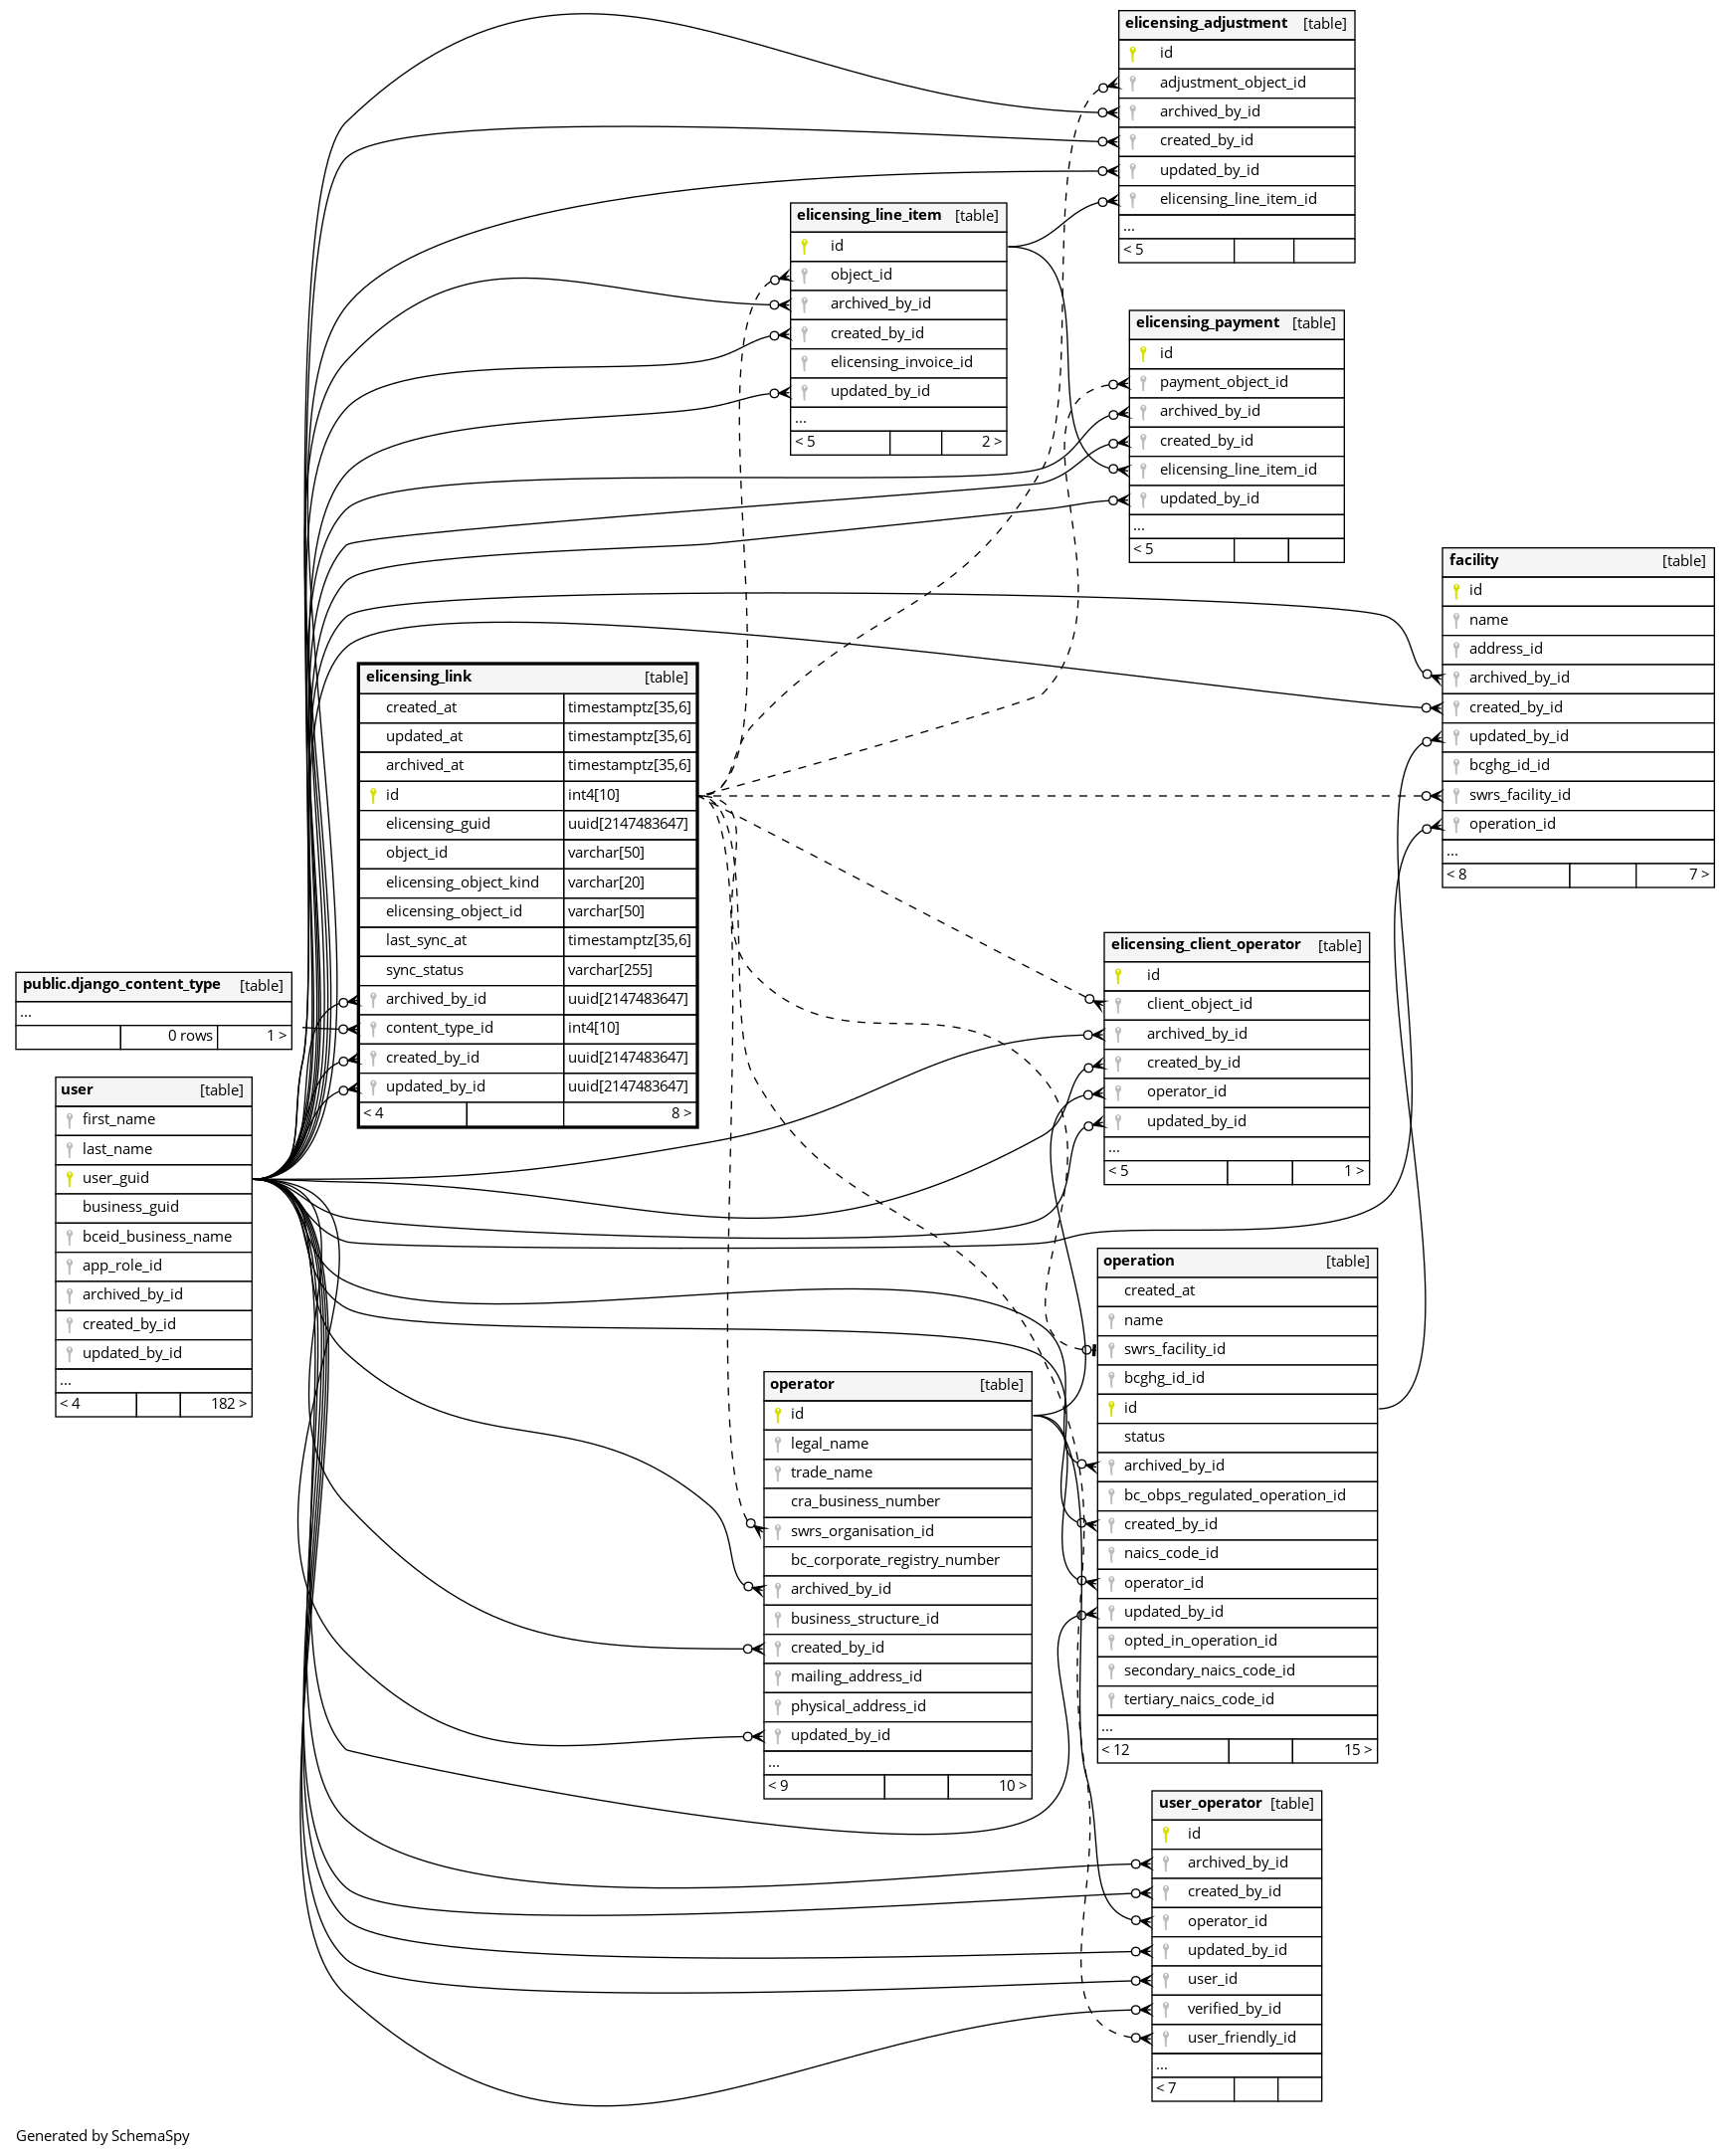 elicensing_adjustment [table]
id
adjustment_object_id
archived_by_id
created_by_id
updated_by_id
elicensing_line_item_id
...
< 5
elicensing_line_item [table]
id
object_id
archived_by_id
created_by_id
elicensing_invoice_id
updated_by_id
...
< 5 2 >
elicensing_payment [table]
id
payment_object_id
archived_by_id
created_by_id
elicensing_line_item_id
updated_by_id
...
< 5
facility [table]
id
name
address_id
archived_by_id
created_by_id
updated_by_id
bcghg_id_id
swrs_facility_id
operation_id
...
< 8 7 >
elicensing_link [table]
created_at timestamptz[35,6]
updated_at timestamptz[35,6]
archived_at timestamptz[35,6]
id int4[10]
elicensing_guid uuid[2147483647]
object_id varchar[50]
elicensing_object_kind varchar[20]
elicensing_object_id varchar[50]
last_sync_at timestamptz[35,6]
sync_status varchar[255]
archived_by_id uuid[2147483647]
content_type_id int4[10]
created_by_id uuid[2147483647]
updated_by_id uuid[2147483647]
< 4 8 >
public.django_content_type [table]
...
0 rows 1 >
user [table]
first_name
last_name
user_guid
business_guid
bceid_business_name
app_role_id
archived_by_id
created_by_id
updated_by_id
...
< 4 182 >
elicensing_client_operator [table]
id
client_object_id
archived_by_id
created_by_id
operator_id
updated_by_id
...
< 5 1 >
operation [table]
created_at
name
swrs_facility_id
bcghg_id_id
id
status
archived_by_id
bc_obps_regulated_operation_id
created_by_id
naics_code_id
operator_id
updated_by_id
opted_in_operation_id
secondary_naics_code_id
tertiary_naics_code_id
...
< 12 15 >
operator [table]
id
legal_name
trade_name
cra_business_number
swrs_organisation_id
bc_corporate_registry_number
archived_by_id
business_structure_id
created_by_id
mailing_address_id
physical_address_id
updated_by_id
...
< 9 10 >
user_operator [table]
id
archived_by_id
created_by_id
operator_id
updated_by_id
user_id
verified_by_id
user_friendly_id
...
< 7
Generated by SchemaSpy